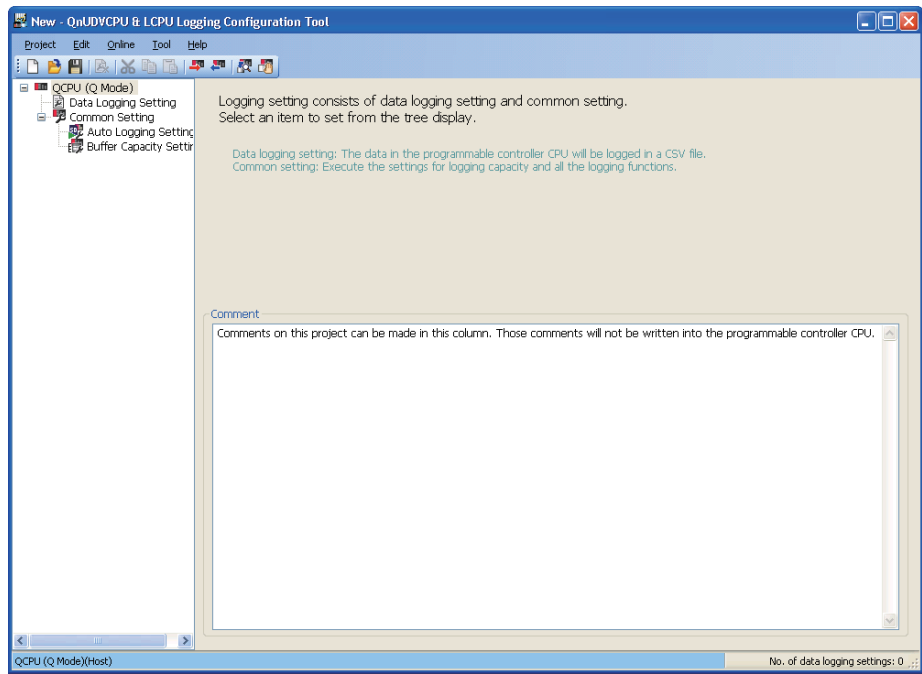 New - QnUDVCPU & LCPU Logging Configuration Tool
Project Edit Online Tool Help
QCPU (Q Mode)
Data Logging Setting
Common Setting
Auto Logging Setting
Buffer Capacity Settir
Logging setting consists of data logging setting and common setting.
Select an item to set from the tree display.
Data logging setting: The data in the programmable controller CPU will be logged in a CSV file.
Common setting: Execute the settings for logging capacity and all the logging functions.
Comment
Comments on this project can be made in this column. Those comments will not be written into the programmable controller CPU.
QCPU (Q Mode)(Host)
No. of data logging settings: 0